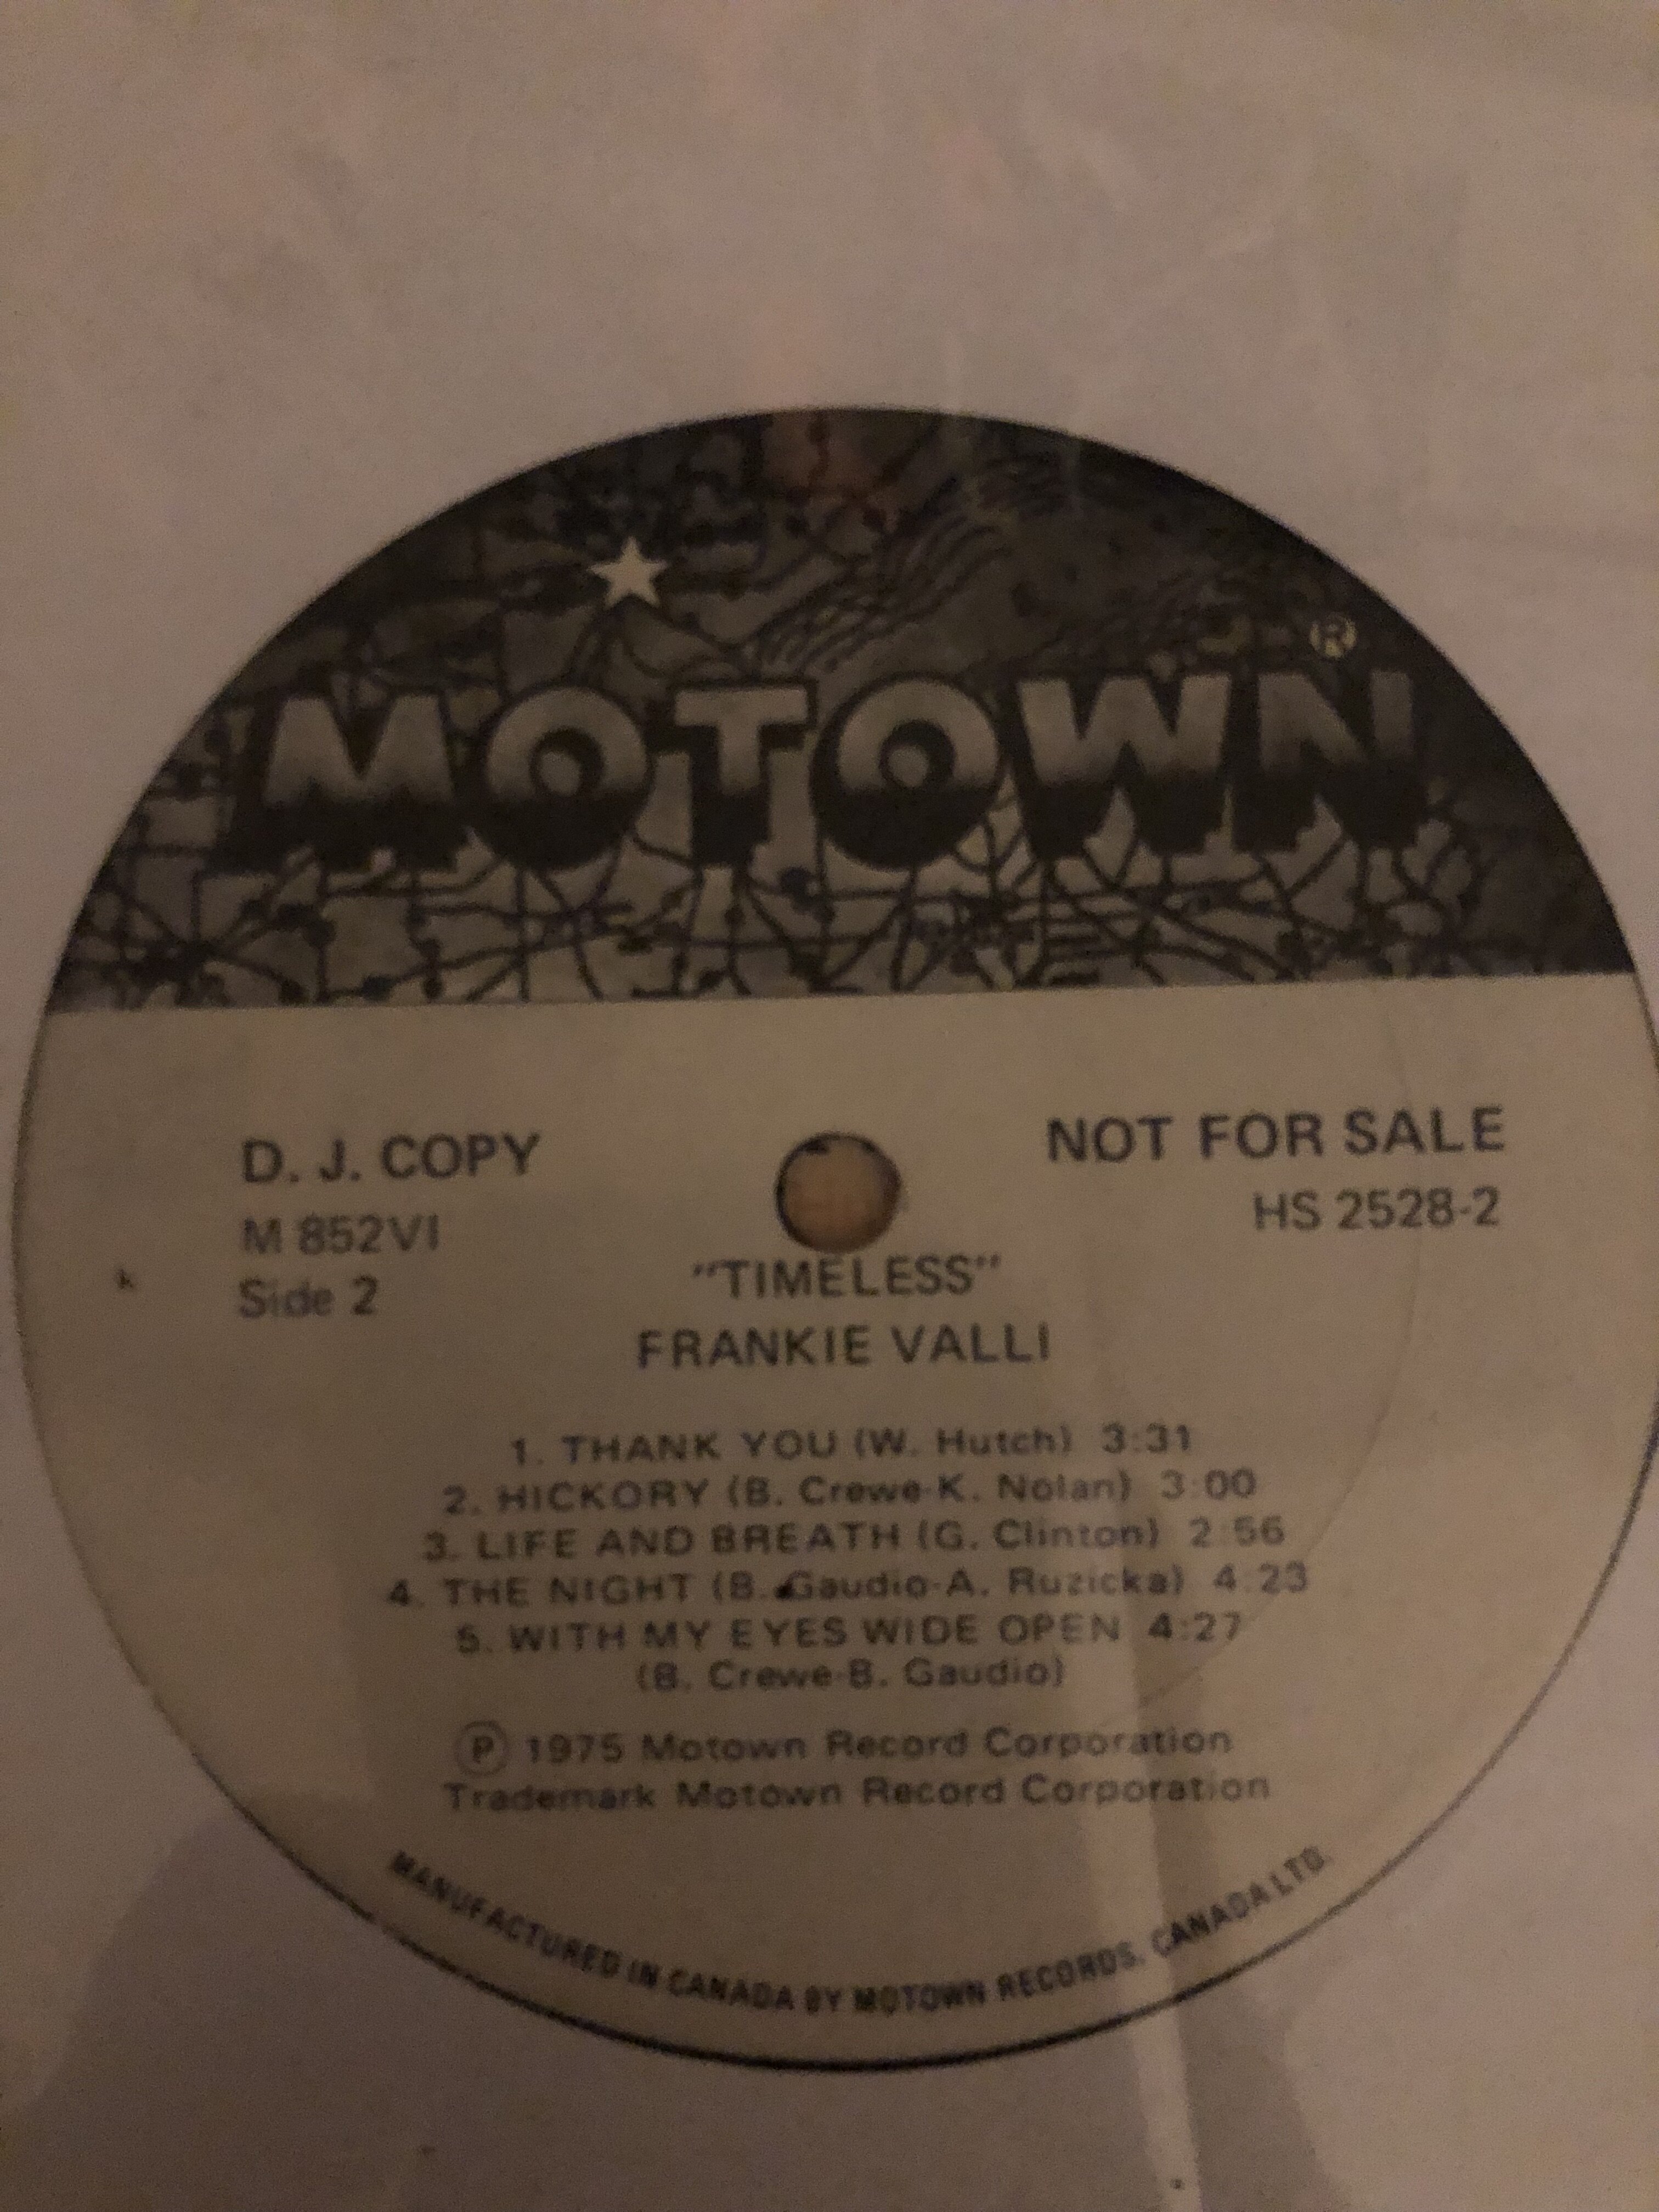 MOTOWN®
D. J. COPY
NOT FOR SALE
M 852VI
HS 2528-2
Side 2
"TIMELESS"
FRANKIE VALLI
1. THANK YOU (W. Hutch) 3:31
2. HICKORY (B. Crewe-K. Nolan) 3:00
3. LIFE AND BREATH (G. Clinton) 2:56
4. THE NIGHT (B. Gaudio-A. Ruzicka) 4:23
5. WITH MY EYES WIDE OPEN 4:27
(B. Crewe-B. Gaudio)
Ⓟ 1975 Motown Record Corporation
Trademark Motown Record Corporation
MANUFACTURED IN CANADA BY MOTOWN RECORDS, CANADA LTD.